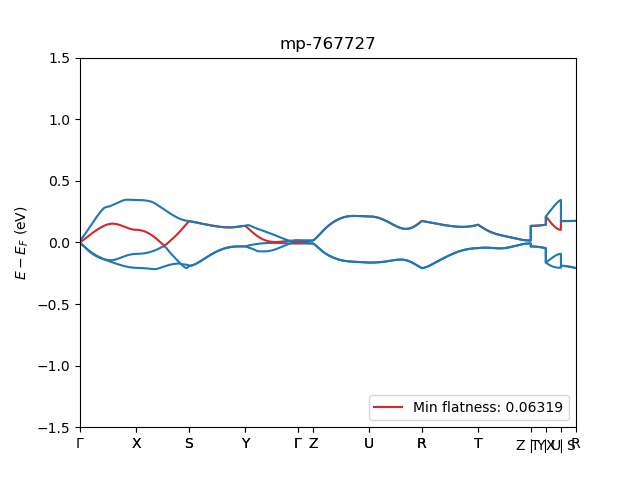 mp-767727
E − E_F (eV)
1.5
1.0
0.5
0.0
−0.5
−1.0
−1.5
Min flatness: 0.06319
Γ X S Y Γ Z U R T Z | T Y | X U | S R